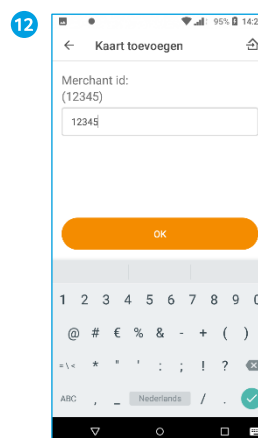 12
95% 14:2
Kaart toevoegen
Merchant id:
(12345)
12345
OK
1 2 3 4 5 6 7 8 9 0
@ # € % & - + ( )
= \ < * " ' : ; ! ?
ABC , _ Nederlands / .